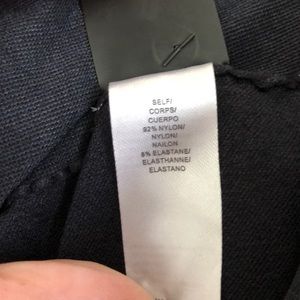 SELF/
CORPS/
CUERPO
92% NYLON/
NYLON/
NAILON
8% ELASTANE/
ELASTHANNE/
ELASTANO